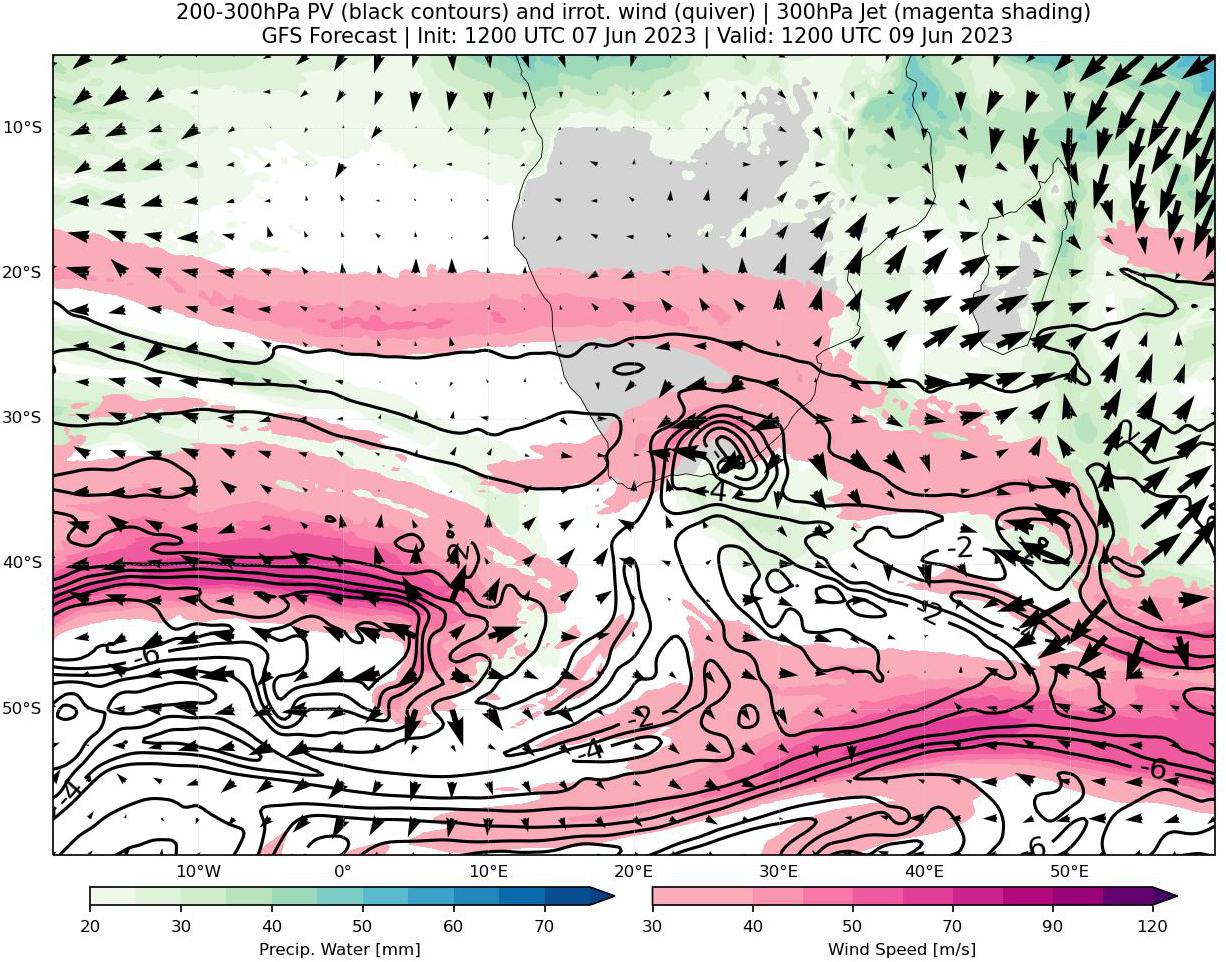 200-300hPa PV (black contours) and irrot. wind (quiver) | 300hPa Jet (magenta shading)
GFS Forecast | Init: 1200 UTC 07 Jun 2023 | Valid: 1200 UTC 09 Jun 2023
10°S
20°S
30°S
-4
-2
-2
40°S
-2
-4
-6
50°S
-2
-4
-6
-4
-6
10°W 0° 10°E 20°E 30°E 40°E 50°E
20 30 40 50 60 70
30 40 50 70 90 120
Precip. Water [mm] Wind Speed [m/s]